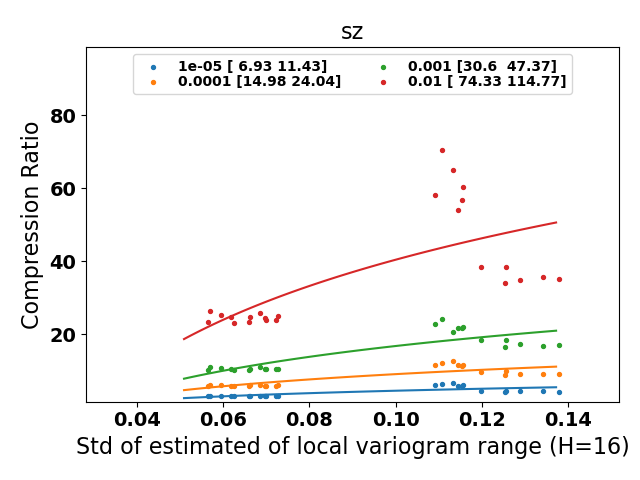 sz
1e-05 [ 6.93 11.43]
0.0001 [14.98 24.04]
0.001 [30.6  47.37]
0.01 [ 74.33 114.77]
Compression Ratio
80
60
40
20
0.04 0.06 0.08 0.10 0.12 0.14
Std of estimated of local variogram range (H=16)